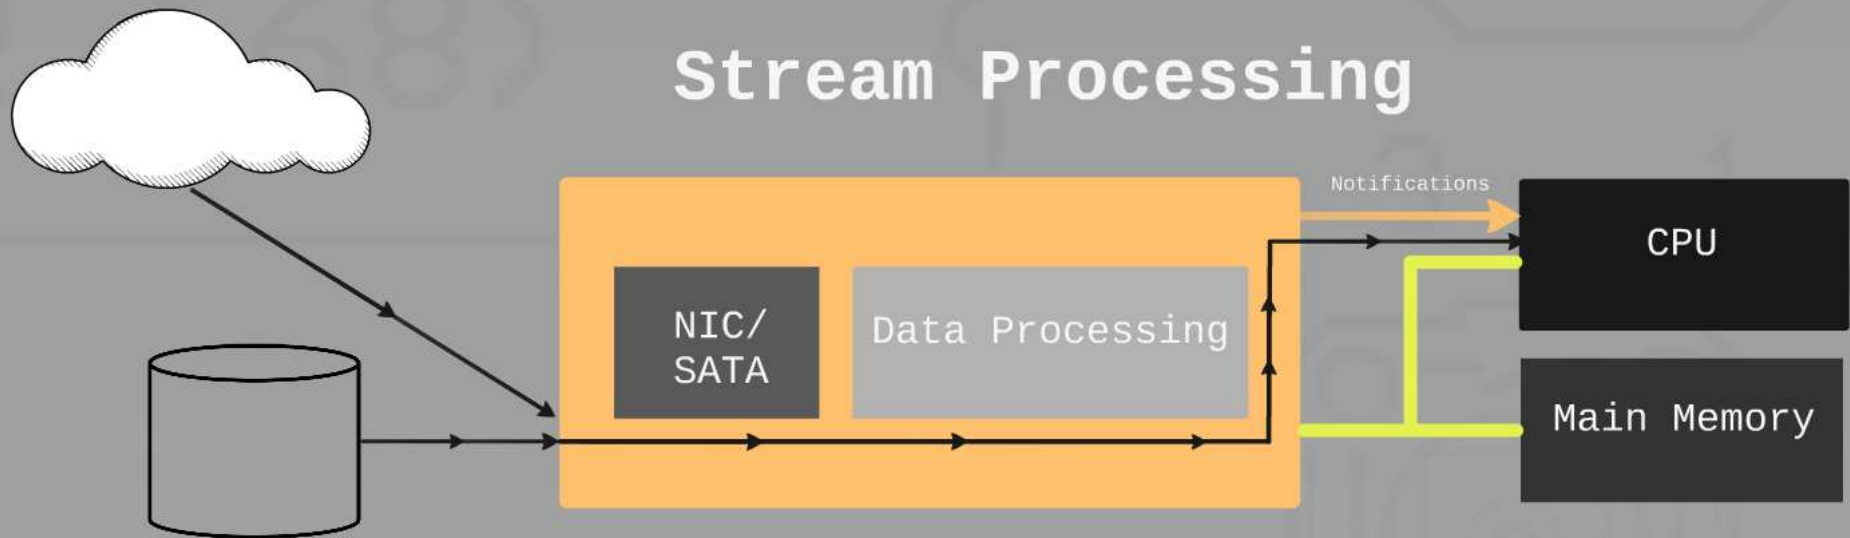 Stream Processing
Notifications
CPU
NIC/
SATA
Data Processing
Main Memory